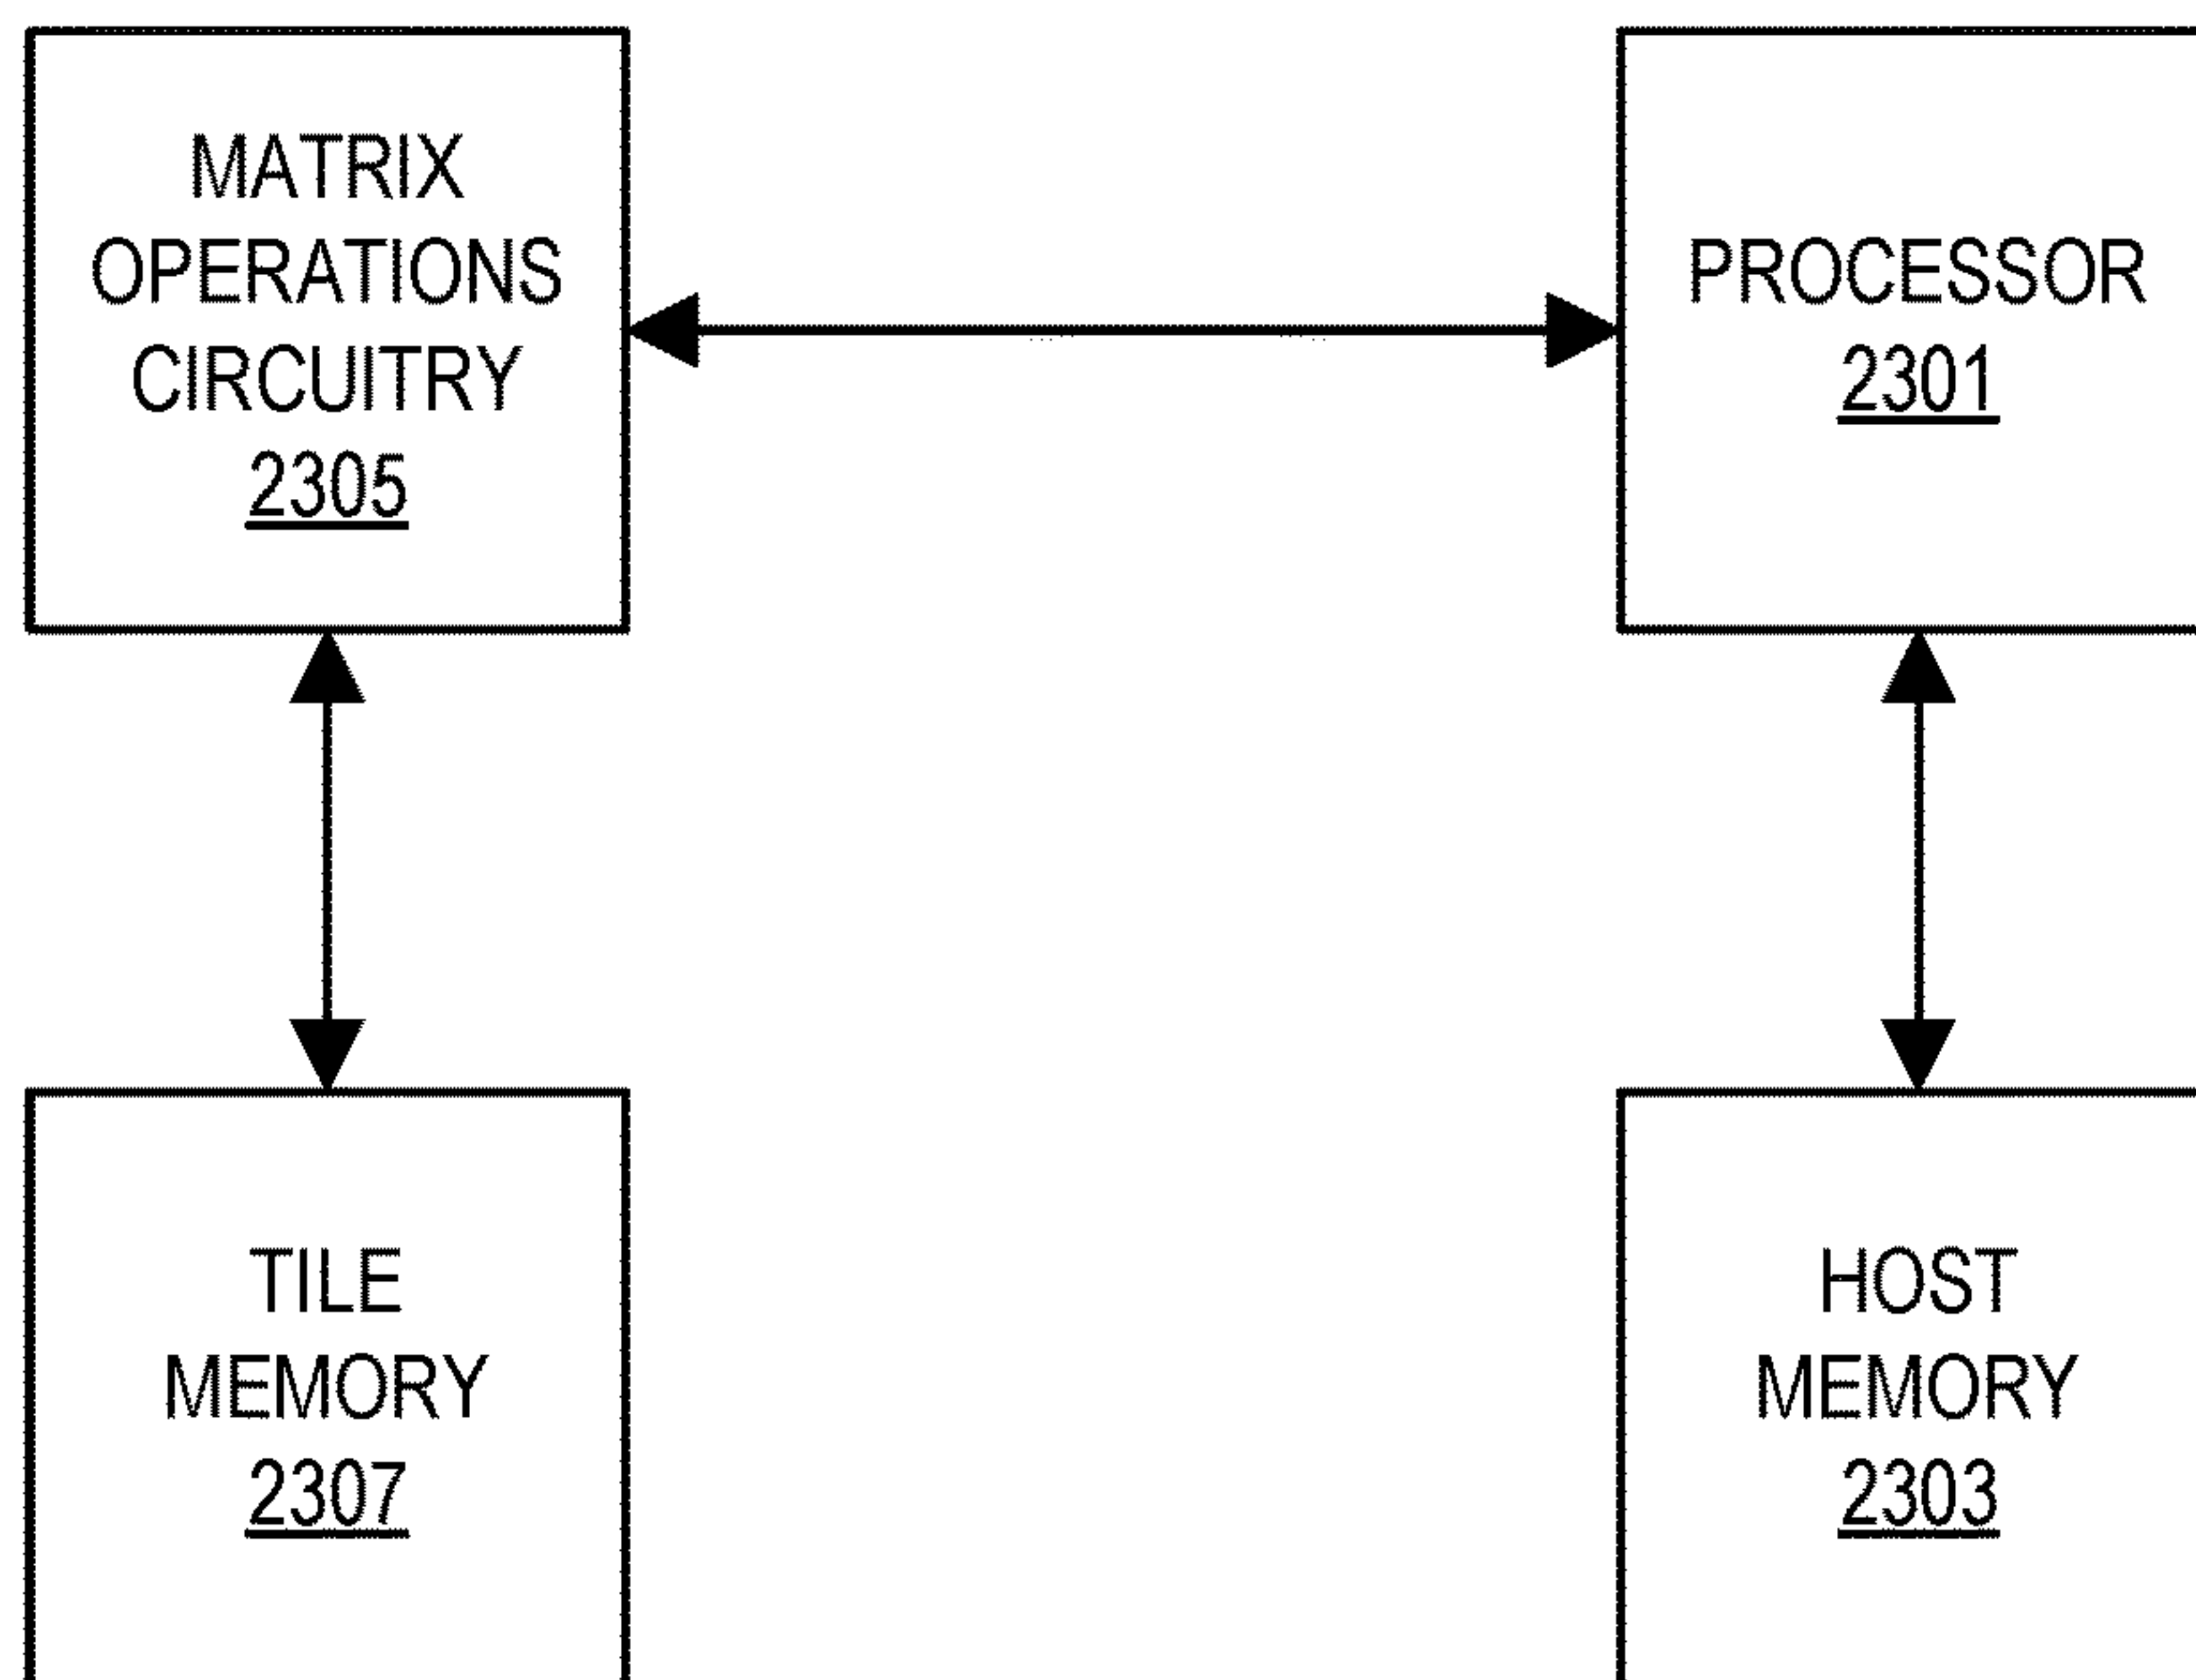 MATRIX
OPERATIONS
CIRCUITRY
2305
PROCESSOR
2301
TILE
MEMORY
2307
HOST
MEMORY
2303